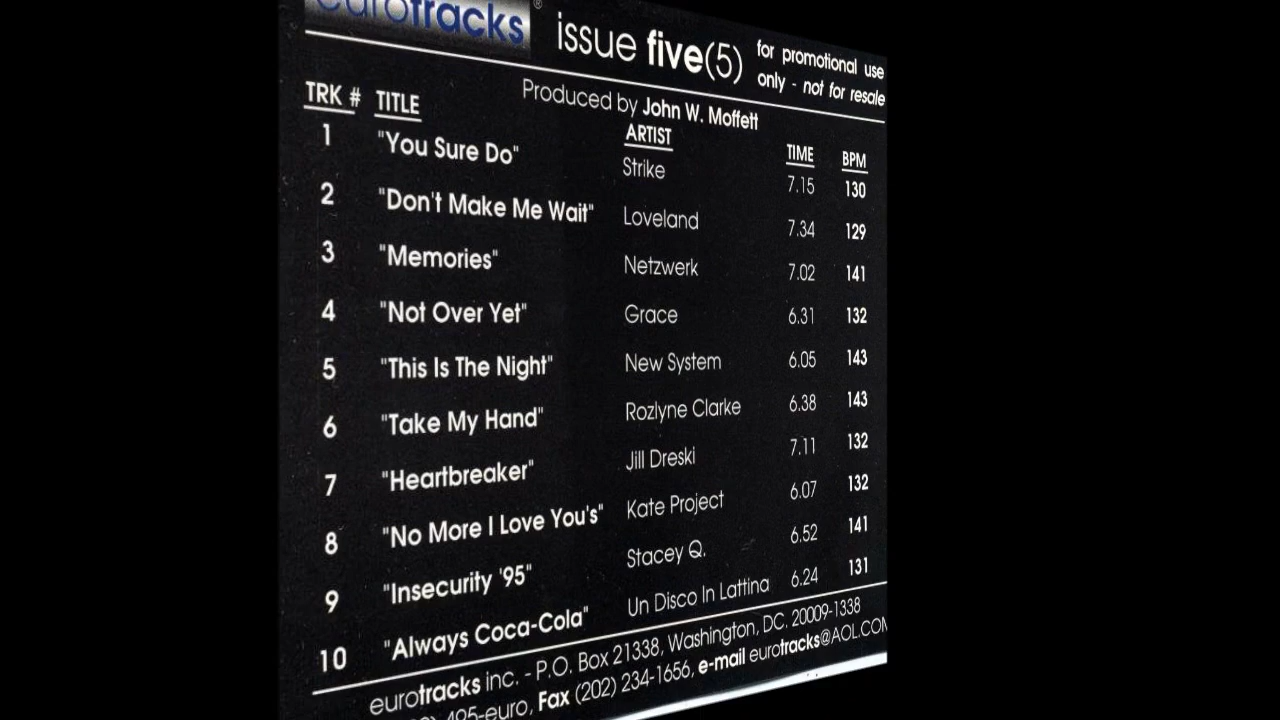 eurotracks® issue five(5) for promotional use
only - not for resale
Produced by John W. Moffett
TRK # TITLE ARTIST TIME BPM
1 "You Sure Do" Strike 7.15 130
2 "Don't Make Me Wait" Loveland 7.34 129
3 "Memories" Netzwerk 7.02 141
4 "Not Over Yet" Grace 6.31 132
5 "This Is The Night" New System 6.05 143
6 "Take My Hand" Rozlyne Clarke 6.38 143
7 "Heartbreaker" Jill Dreski 7.11 132
8 "No More I Love You's" Kate Project 6.07 132
9 "Insecurity '95" Stacey Q. 6.52 141
10 "Always Coca-Cola" Un Disco In Lattina 6.24 131
eurotracks inc. - P.O. Box 21338, Washington, DC. 20009-1338
495-euro, Fax (202) 234-1656, e-mail eurotracks@AOL.COM